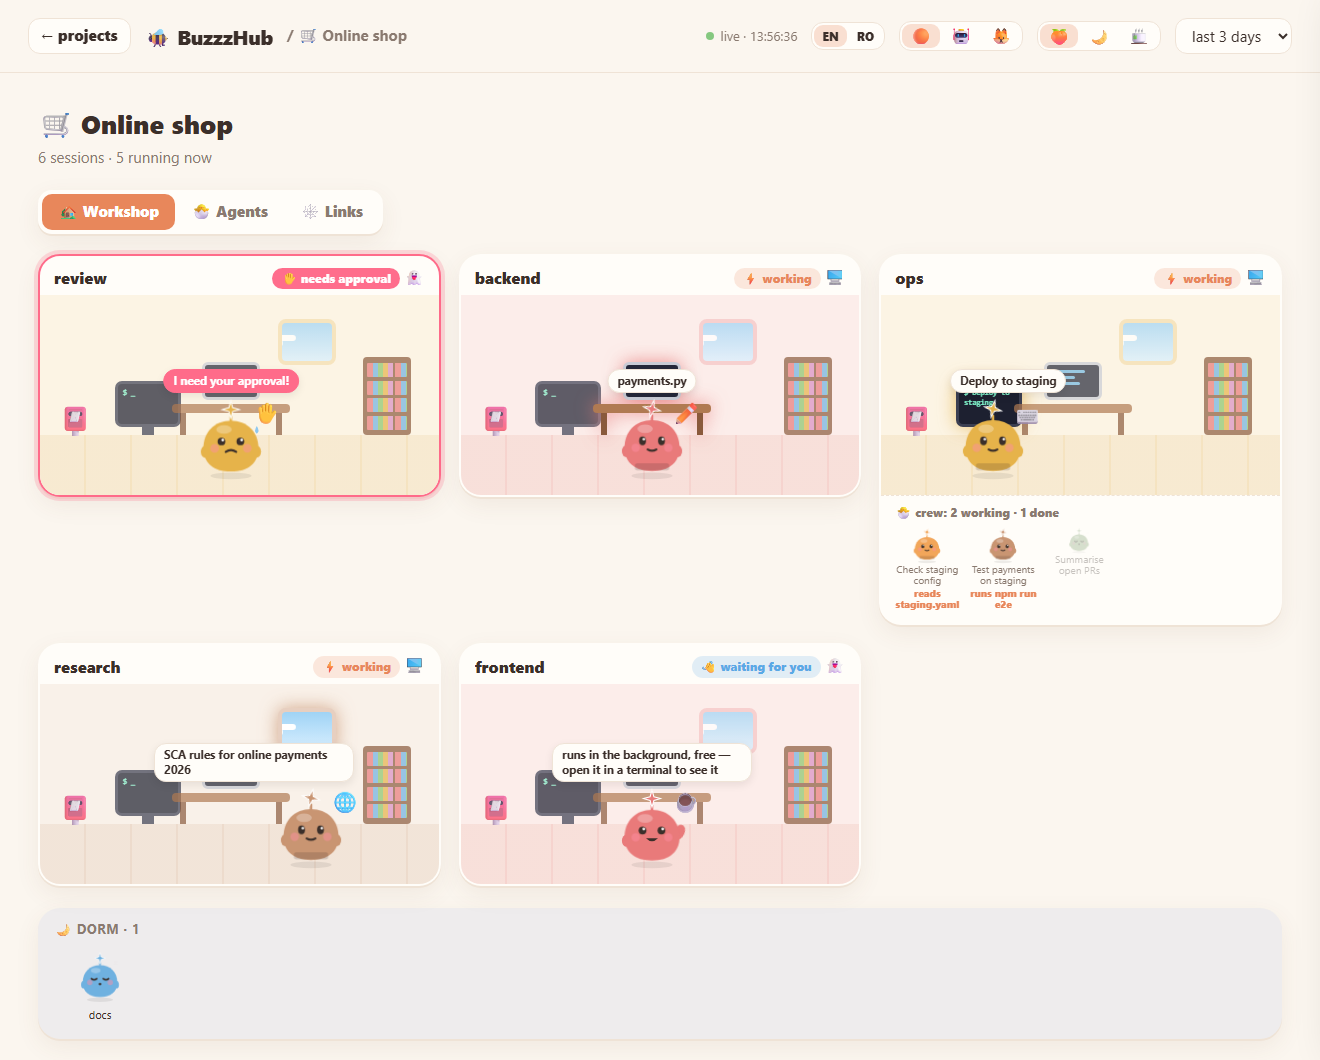 ← projects
BuzzzHub
/ Online shop
live · 13:56:36
EN RO
last 3 days
Online shop
6 sessions · 5 running now
Workshop
Agents
Links
review
needs approval
$ _
I need your approval!
backend
working
$ _
payments.py
ops
working
Deploy to staging
$ Deploy to
staging
crew: 2 working · 1 done
Check staging
config
reads
staging.yaml
Test payments
on staging
runs npm run
e2e
Summarise
open PRs
research
working
SCA rules for online payments
2026
$ _
frontend
waiting for you
runs in the background, free —
open it in a terminal to see it
$ _
DORM · 1
docs